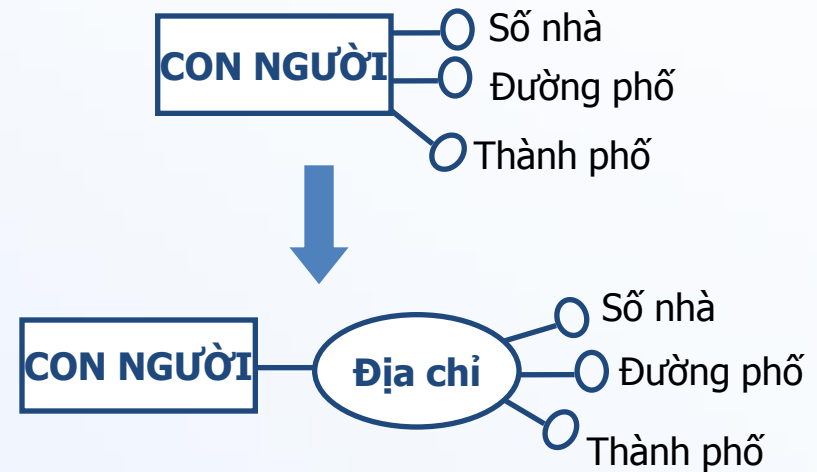 CON NGƯỜI
Số nhà
Đường phố
Thành phố
CON NGƯỜI
Địa chỉ
Số nhà
Đường phố
Thành phố